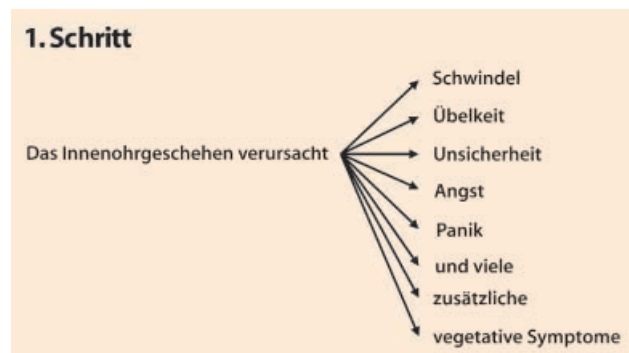 1. Schritt
Das Innenohrgeschehen verursacht
Schwindel
Übelkeit
Unsicherheit
Angst
Panik
und viele
zusätzliche
vegetative Symptome